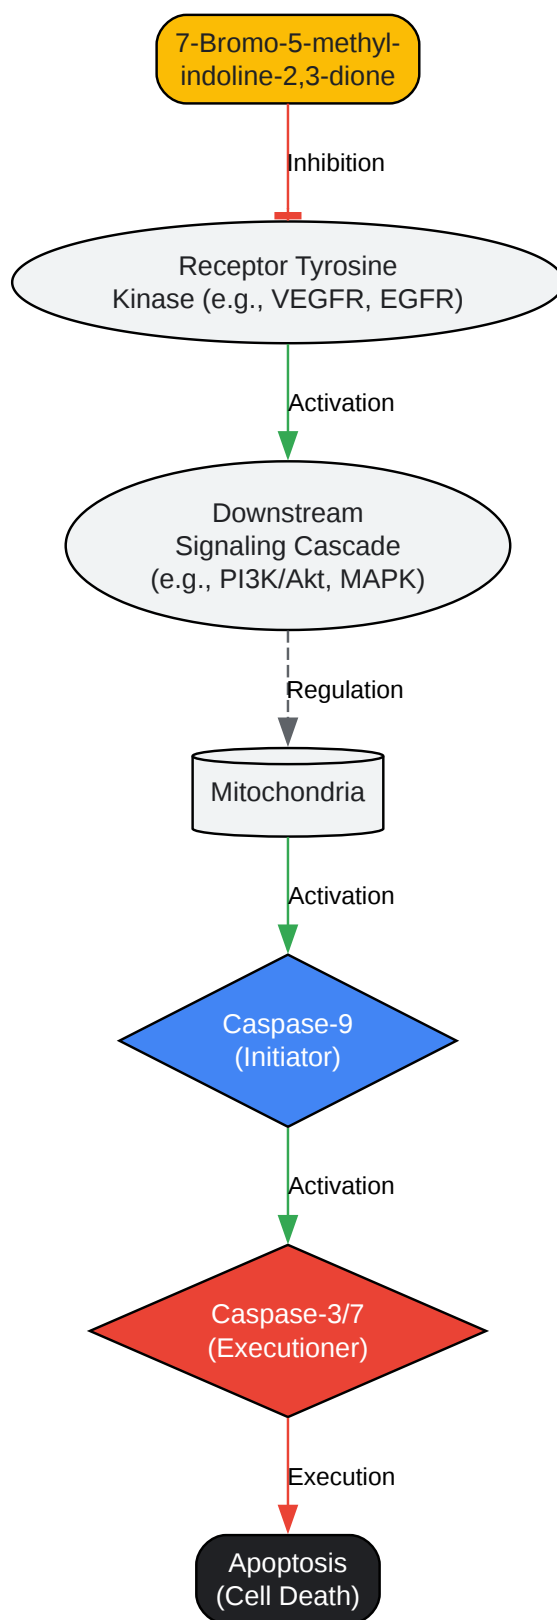 7-Bromo-5-methyl-
indoline-2,3-dione
Inhibition
Receptor Tyrosine
Kinase (e.g., VEGFR, EGFR)
Activation
Downstream
Signaling Cascade
(e.g., PI3K/Akt, MAPK)
Regulation
Mitochondria
Activation
Caspase-9
(Initiator)
Activation
Caspase-3/7
(Executioner)
Execution
Apoptosis
(Cell Death)